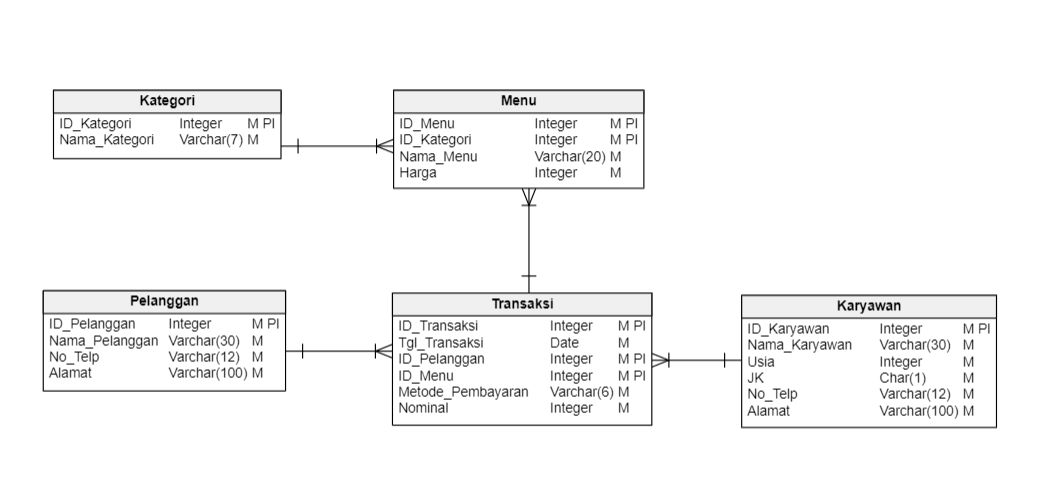 Kategori
ID_Kategori Integer M PI
Nama_Kategori Varchar(7) M
Menu
ID_Menu Integer M PI
ID_Kategori Integer M PI
Nama_Menu Varchar(20) M
Harga Integer M
Pelanggan
ID_Pelanggan Integer M PI
Nama_Pelanggan Varchar(30) M
No_Telp Varchar(12) M
Alamat Varchar(100) M
Transaksi
ID_Transaksi Integer M PI
Tgl_Transaksi Date M
ID_Pelanggan Integer M PI
ID_Menu Integer M PI
Metode_Pembayaran Varchar(6) M
Nominal Integer M
Karyawan
ID_Karyawan Integer M PI
Nama_Karyawan Varchar(30) M
Usia Integer M
JK Char(1) M
No_Telp Varchar(12) M
Alamat Varchar(100) M